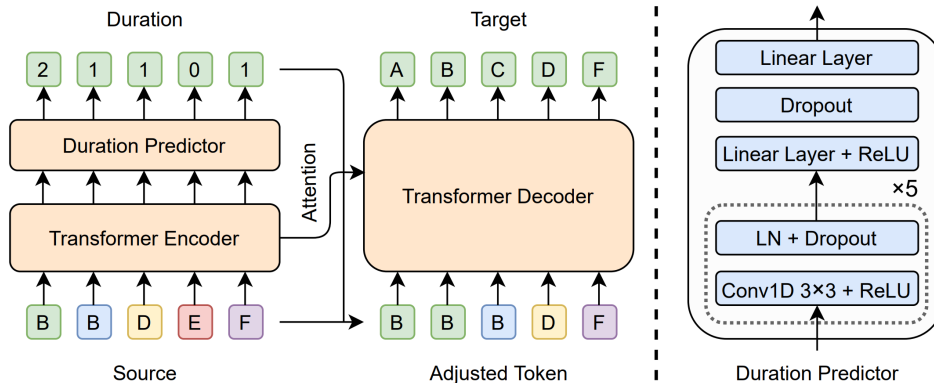 Duration
2 1 1 0 1
Duration Predictor
Transformer Encoder
B B D E F
Source
Attention
Target
A B C D F
Transformer Decoder
B B B D F
Adjusted Token
Linear Layer
Dropout
Linear Layer + ReLU
×5
LN + Dropout
Conv1D 3×3 + ReLU
Duration Predictor